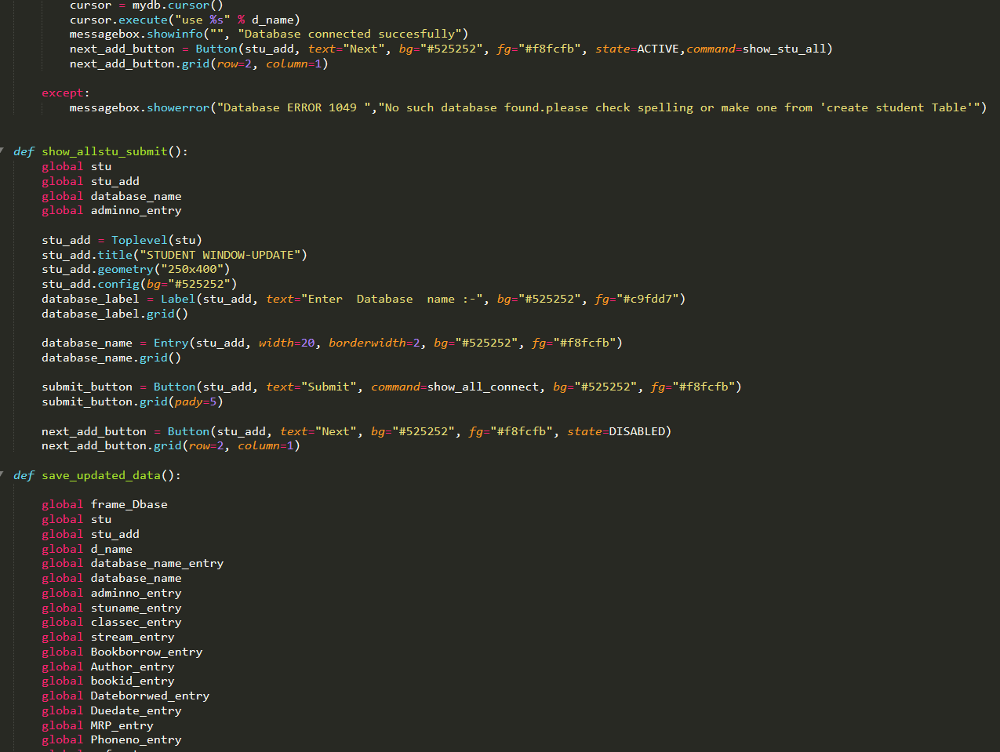 cursor = mydb.cursor()
cursor.execute("use %s" % d_name)
messagebox.showinfo("", "Database connected succesfully")
next_add_button = Button(stu_add, text="Next", bg="#525252", fg="#f8fcfb", state=ACTIVE,command=show_stu_all)
next_add_button.grid(row=2, column=1)
except:
messagebox.showerror("Database ERROR 1049 ","No such database found.please check spelling or make one from 'create student Table'")
def show_allstu_submit():
global stu
global stu_add
global database_name
global adminno_entry
stu_add = Toplevel(stu)
stu_add.title("STUDENT WINDOW-UPDATE")
stu_add.geometry("250x400")
stu_add.config(bg="#525252")
database_label = Label(stu_add, text="Enter  Database  name :-", bg="#525252", fg="#c9fdd7")
database_label.grid()
database_name = Entry(stu_add, width=20, borderwidth=2, bg="#525252", fg="#f8fcfb")
database_name.grid()
submit_button = Button(stu_add, text="Submit", command=show_all_connect, bg="#525252", fg="#f8fcfb")
submit_button.grid(pady=5)
next_add_button = Button(stu_add, text="Next", bg="#525252", fg="#f8fcfb", state=DISABLED)
next_add_button.grid(row=2, column=1)
def save_updated_data():
global frame_Dbase
global stu
global stu_add
global d_name
global database_name_entry
global database_name
global adminno_entry
global stuname_entry
global classec_entry
global stream_entry
global Bookborrow_entry
global Author_entry
global bookid_entry
global Dateborrwed_entry
global Duedate_entry
global MRP_entry
global Phoneno_entry